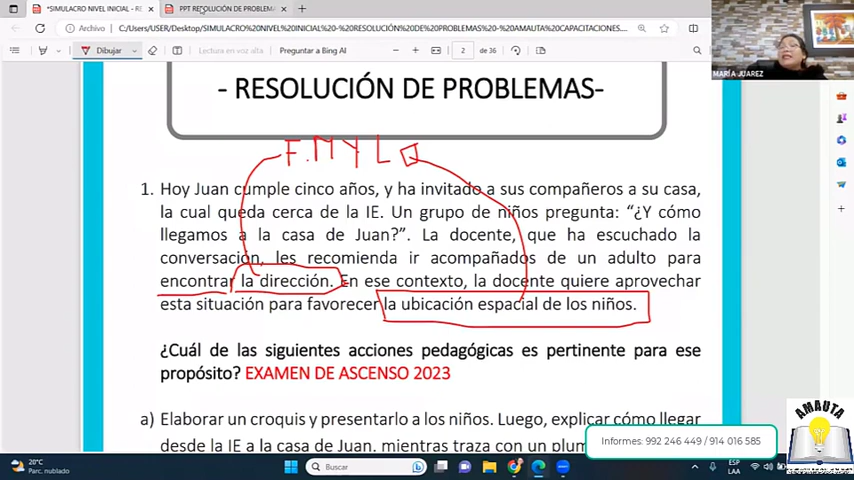 *SIMULACRO NIVEL INICIAL - RE
PPT RESOLUCIÓN DE PROBLEMA
Archivo C:/Users/USER/Desktop/SIMULACRO%20NIVEL%20INICIAL%20-%20RESOLUCIÓN%20DE%20PROBLEMAS%20-%20AMAUTA%20CAPACITACIONES....
Dibujar
Lectura en voz alta
Preguntar a Bing AI
2 de 36
MARÍA JUAREZ
- RESOLUCIÓN DE PROBLEMAS-
F. M Y L
1. Hoy Juan cumple cinco años, y ha invitado a sus compañeros a su casa,
la cual queda cerca de la IE. Un grupo de niños pregunta: “¿Y cómo
llegamos a la casa de Juan?”. La docente, que ha escuchado la
conversación, les recomienda ir acompañados de un adulto para
encontrar la dirección. En ese contexto, la docente quiere aprovechar
esta situación para favorecer la ubicación espacial de los niños.
¿Cuál de las siguientes acciones pedagógicas es pertinente para ese
propósito? EXAMEN DE ASCENSO 2023
a) Elaborar un croquis y presentarlo a los niños. Luego, explicar cómo llegar
desde la IE a la casa de Juan, mientras traza con un plum
Informes: 992 246 449 / 914 016 585
AMAUTA
20°C
Parc. nublado
Buscar
ESP
LAA